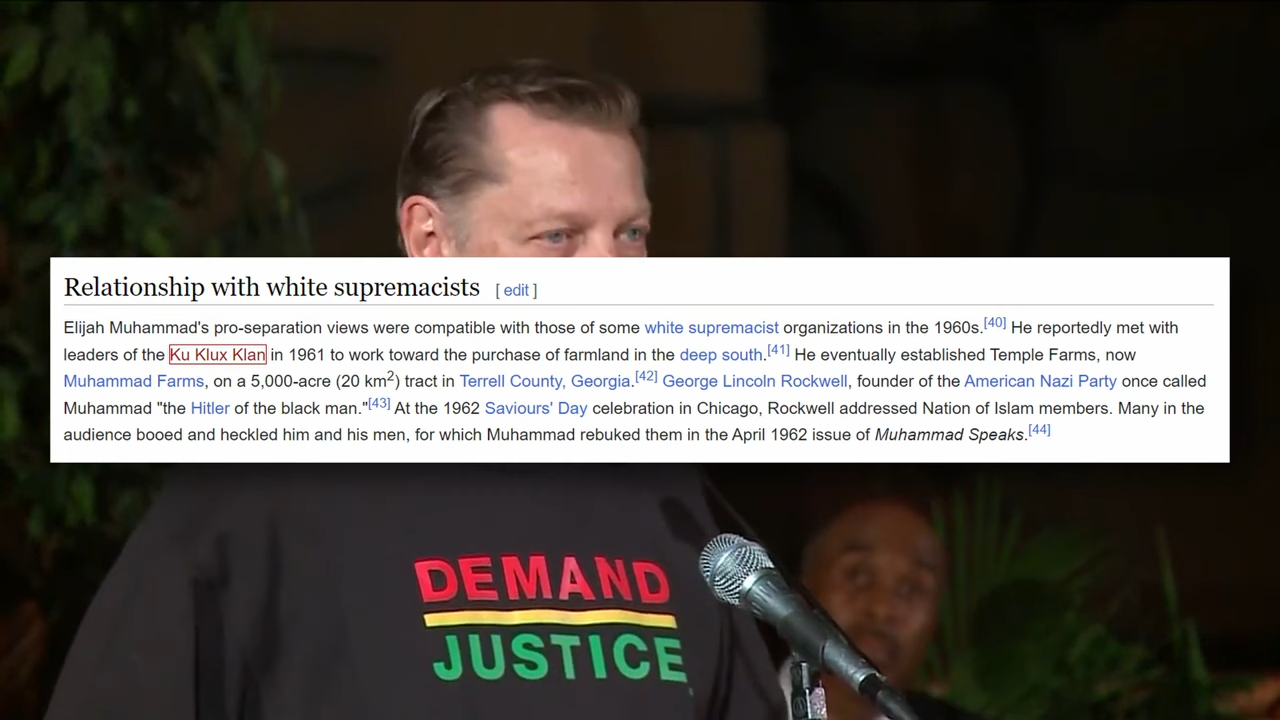 Relationship with white supremacists [ edit ]
Elijah Muhammad's pro-separation views were compatible with those of some white supremacist organizations in the 1960s.[40] He reportedly met with
leaders of the Ku Klux Klan in 1961 to work toward the purchase of farmland in the deep south.[41] He eventually established Temple Farms, now
Muhammad Farms, on a 5,000-acre (20 km2) tract in Terrell County, Georgia.[42] George Lincoln Rockwell, founder of the American Nazi Party once called
Muhammad "the Hitler of the black man."[43] At the 1962 Saviours' Day celebration in Chicago, Rockwell addressed Nation of Islam members. Many in the
audience booed and heckled him and his men, for which Muhammad rebuked them in the April 1962 issue of Muhammad Speaks.[44]
DEMAND
JUSTICE